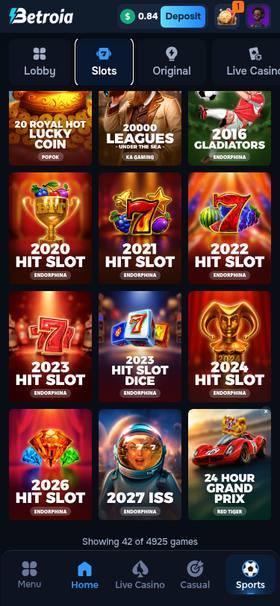 Betroia
$ 0.84 Deposit
1
Lobby
Slots
Original
Live Casino
20 ROYAL HOT
LUCKY
COIN
POPOK
20000
LEAGUES
- UNDER THE SEA -
KA GAMING
2016
GLADIATORS
ENDORPHINA
2020
HIT SLOT
ENDORPHINA
2021
HIT SLOT
ENDORPHINA
2022
HIT SLOT
ENDORPHINA
2023
HIT SLOT
ENDORPHINA
2023
HIT SLOT
DICE
ENDORPHINA
2024
2024
HIT SLOT
ENDORPHINA
2026
HIT SLOT
ENDORPHINA
2027 ISS
ENDORPHINA
24 HOUR
GRAND
PRIX
RED TIGER
Showing 42 of 4925 games
Menu
Home
Live Casino
Casual
Sports